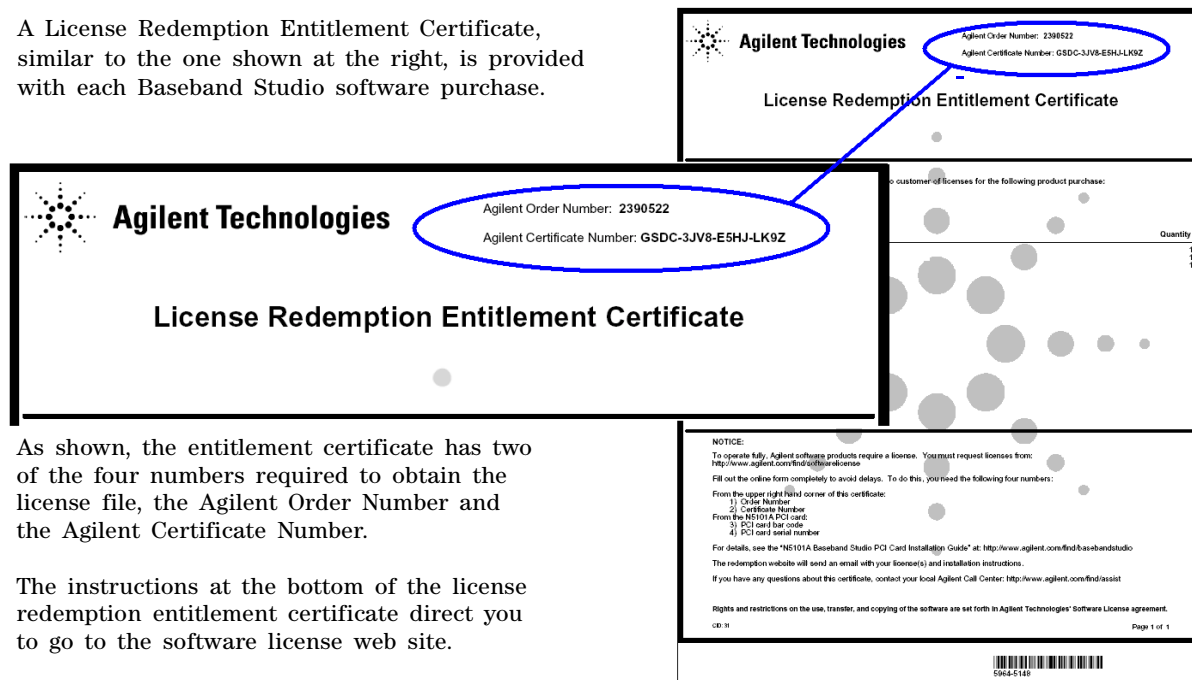 A License Redemption Entitlement Certificate,
similar to the one shown at the right, is provided
with each Baseband Studio software purchase.
Agilent Technologies
Agilent Order Number: 2390522
Agilent Certificate Number: GSDC-3JV8-E5HJ-LK9Z
License Redemption Entitlement Certificate
o customer of licenses for the following product purchase:
Quantity
1
1
1
Agilent Technologies
Agilent Order Number: 2390522
Agilent Certificate Number: GSDC-3JV8-E5HJ-LK9Z
License Redemption Entitlement Certificate
As shown, the entitlement certificate has two
of the four numbers required to obtain the
license file, the Agilent Order Number and
the Agilent Certificate Number.
The instructions at the bottom of the license
redemption entitlement certificate direct you
to go to the software license web site.
NOTICE:
To operate fully, Agilent software products require a license. You must request licenses from:
http://www.agilent.com/find/softwarelicense
Fill out the online form completely to avoid delays. To do this, you need the following four numbers:
From the upper right hand corner of this certificate:
1) Order Number
2) Certificate Number
From the N5101A PCI card:
3) PCI card bar code
4) PCI card serial number
For details, see the "N5101A Baseband Studio PCI Card Installation Guide" at: http://www.agilent.com/find/basebandstudio
The redemption website will send an email with your license(s) and installation instructions.
If you have any questions about this certificate, contact your local Agilent Call Center: http://www.agilent.com/find/assist
Rights and restrictions on the use, transfer, and copying of the software are set forth in Agilent Technologies' Software License agreement.
CID: 31
Page 1 of 1
5964-5148